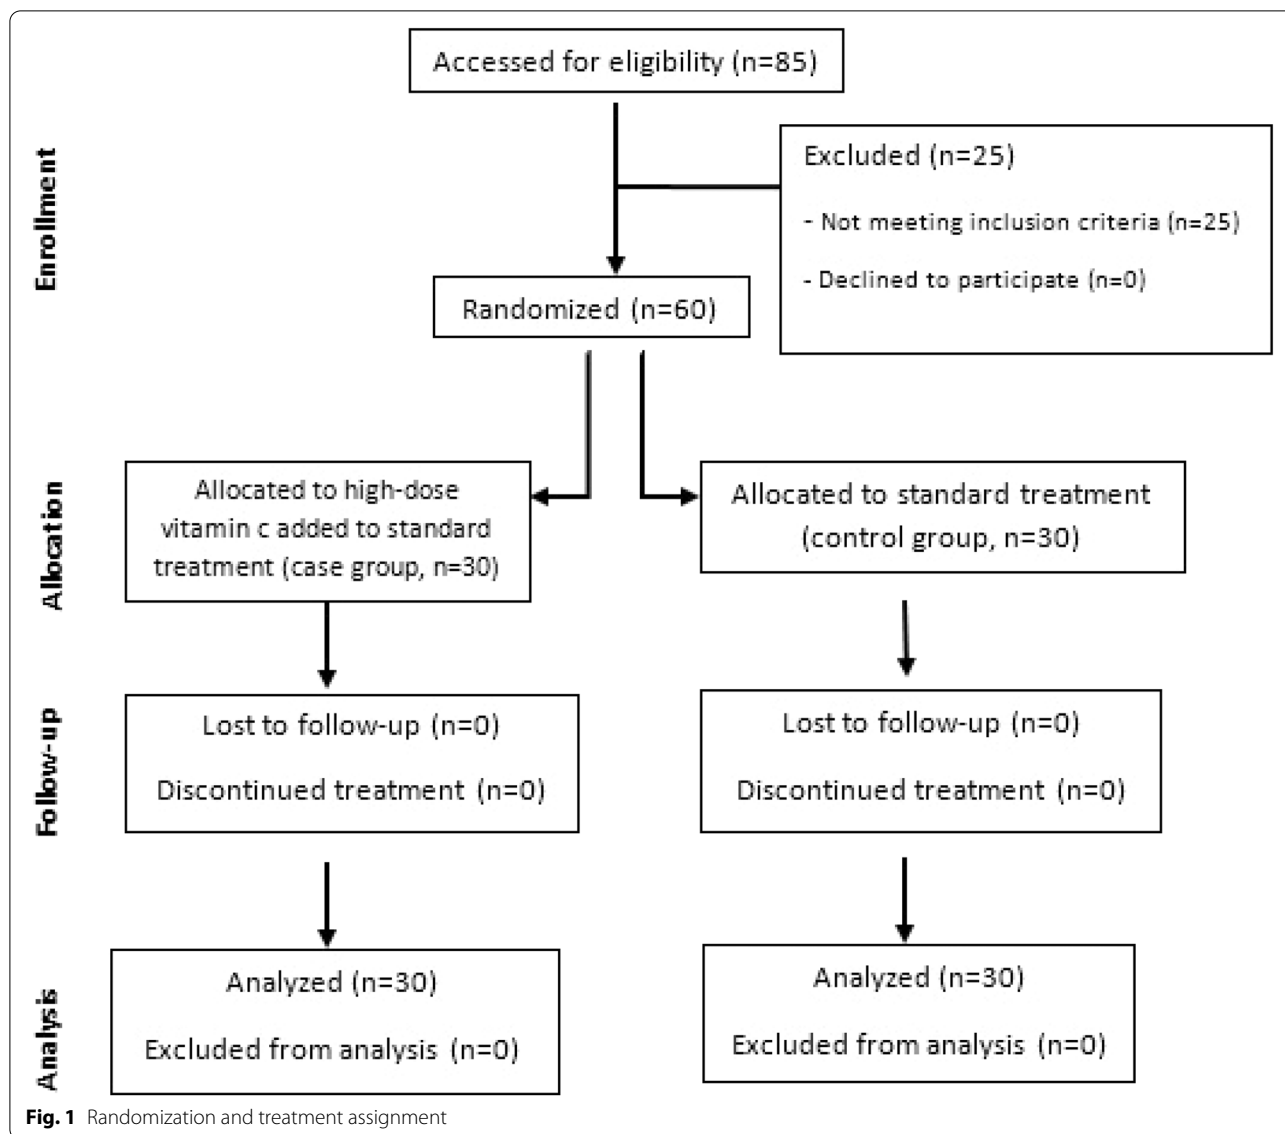 Enrollment
Accessed for eligibility (n=85)
Excluded (n=25)
- Not meeting inclusion criteria (n=25)
- Declined to participate (n=0)
Randomized (n=60)
Allocation
Allocated to high-dose
vitamin c added to standard
treatment (case group, n=30)
Allocated to standard treatment
(control group, n=30)
Follow-up
Lost to follow-up (n=0)
Discontinued treatment (n=0)
Lost to follow-up (n=0)
Discontinued treatment (n=0)
Analysis
Analyzed (n=30)
Excluded from analysis (n=0)
Analyzed (n=30)
Excluded from analysis (n=0)
Fig. 1 Randomization and treatment assignment